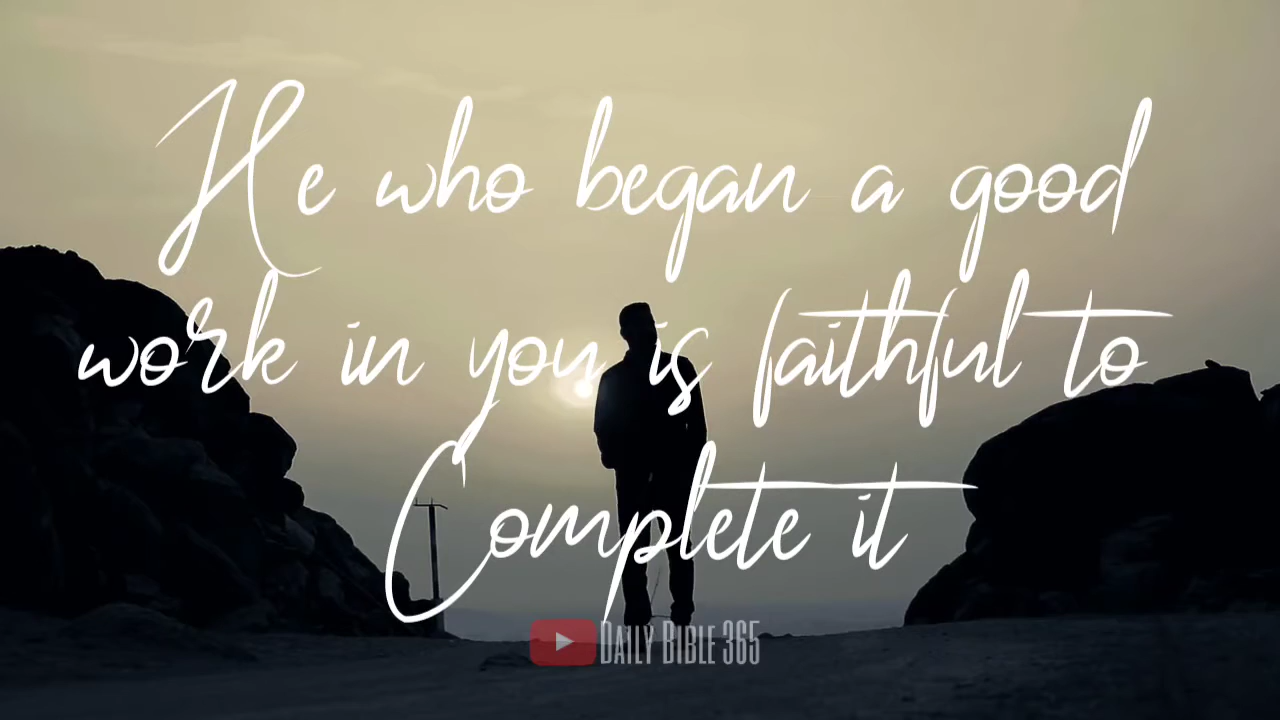 He who began a good
work in you is faithful to
Complete it
DAILY BIBLE 365